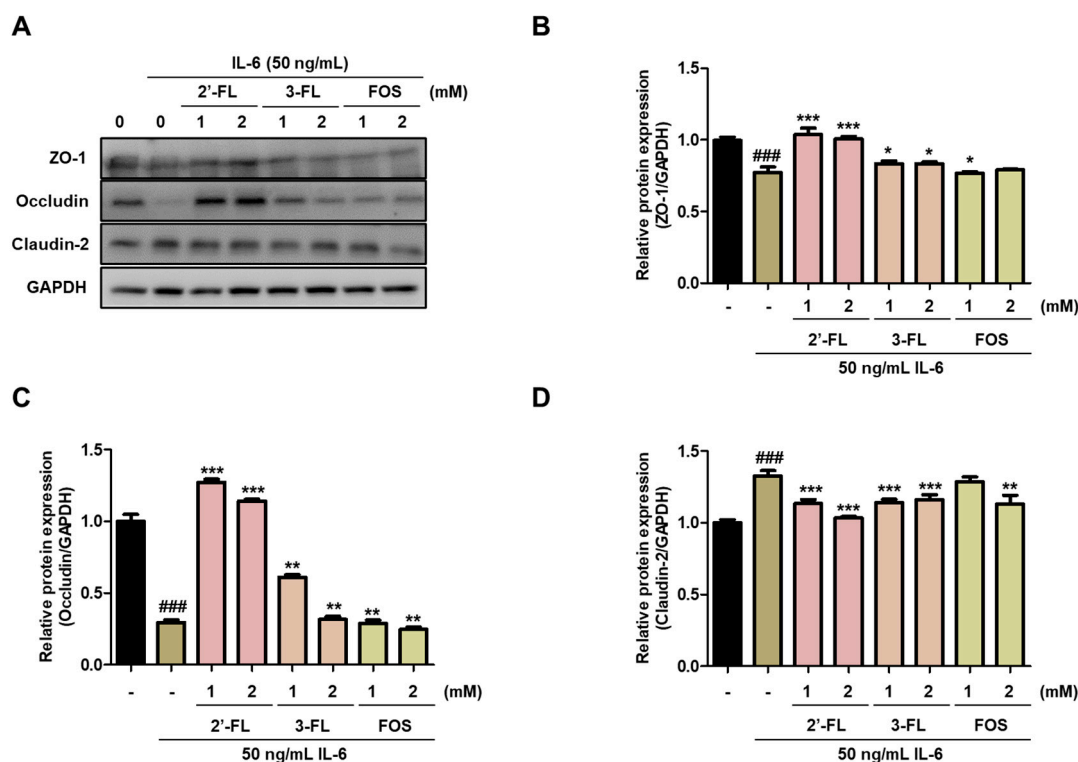 A
IL-6 (50 ng/mL)
2'-FL 3-FL FOS (mM)
0 0 1 2 1 2 1 2
ZO-1
Occludin
Claudin-2
GAPDH
B
Relative protein expression
(ZO-1/GAPDH)
1.5
1.0
0.5
0.0
### *** *** * * *
- - 1 2 1 2 1 2 (mM)
2'-FL 3-FL FOS
50 ng/mL IL-6
C
Relative protein expression
(Occludin/GAPDH)
1.5
1.0
0.5
0.0
### *** *** ** ** ** **
- - 1 2 1 2 1 2 (mM)
2'-FL 3-FL FOS
50 ng/mL IL-6
D
Relative protein expression
(Claudin-2/GAPDH)
1.5
1.0
0.5
0.0
### *** *** *** *** **
- - 1 2 1 2 1 2 (mM)
2'-FL 3-FL FOS
50 ng/mL IL-6